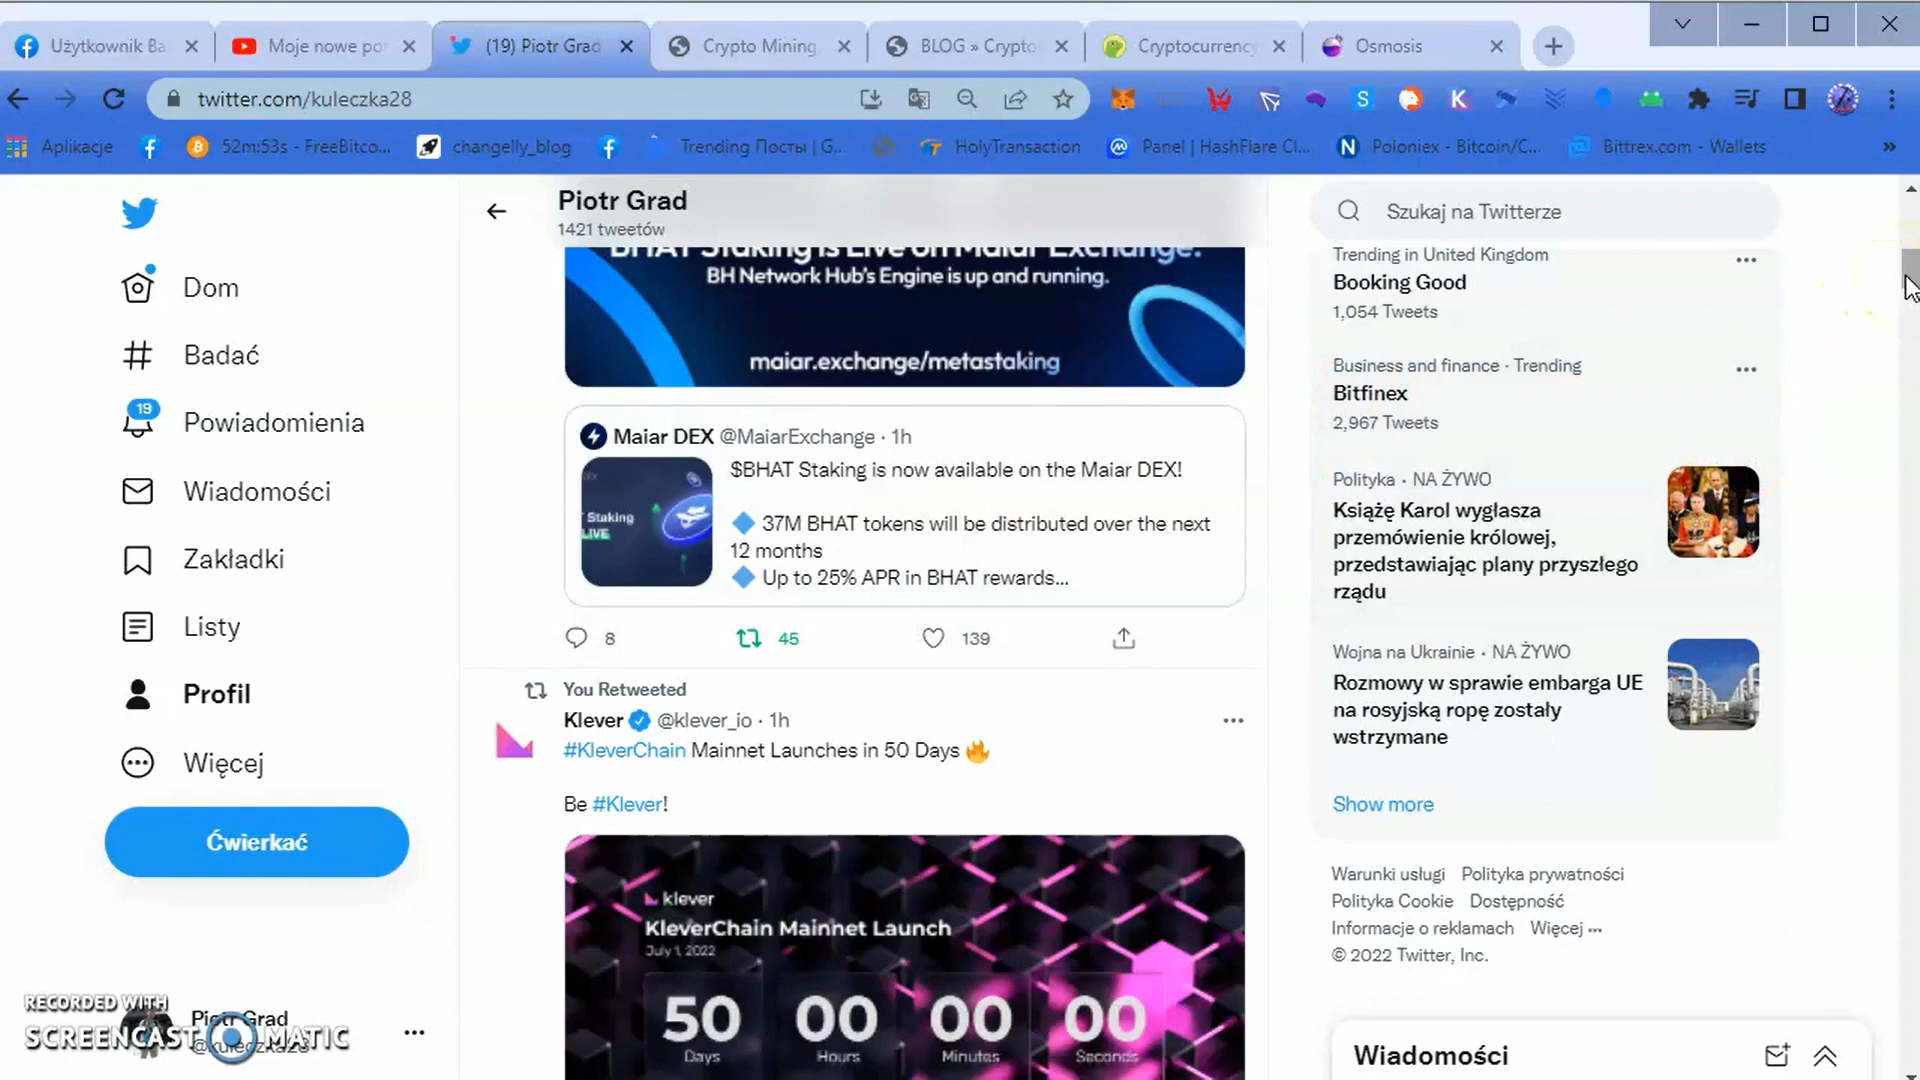 Użytkownik Ba
Moje nowe po
(19) Piotr Grad
Crypto Mining
BLOG » Crypto
Cryptocurrency
Osmosis
twitter.com/kuleczka28
Aplikacje
52m:53s - FreeBitco...
changelly_blog
Trending Посты | G...
HolyTransaction
Panel | HashFlare Cl...
Poloniex - Bitcoin/C...
Bittrex.com - Wallets
Dom
Badać
19
Powiadomienia
Wiadomości
Zakładki
Listy
Profil
Więcej
Ćwierkać
Piotr Grad
@kuleczka28
RECORDED WITH
SCREENCAST MATIC
Piotr Grad
1421 tweetów
BHAT Staking is Live on Maiar Exchange.
BH Network Hub's Engine is up and running.
maiar.exchange/metastaking
Maiar DEX @MaiarExchange · 1h
Staking
LIVE
$BHAT Staking is now available on the Maiar DEX!
37M BHAT tokens will be distributed over the next
12 months
Up to 25% APR in BHAT rewards...
8
45
139
You Retweeted
Klever @klever_io · 1h
#KleverChain Mainnet Launches in 50 Days
Be #Klever!
klever
KleverChain Mainnet Launch
July 1, 2022
50 00 00 00
Days Hours Minutes Seconds
Szukaj na Twitterze
Trending in United Kingdom
Booking Good
1,054 Tweets
Business and finance · Trending
Bitfinex
2,967 Tweets
Polityka · NA ŻYWO
Książę Karol wygłasza
przemówienie królowej,
przedstawiając plany przyszłego
rządu
Wojna na Ukrainie · NA ŻYWO
Rozmowy w sprawie embarga UE
na rosyjską ropę zostały
wstrzymane
Show more
Warunki usługi Polityka prywatności
Polityka Cookie Dostępność
Informacje o reklamach Więcej ···
© 2022 Twitter, Inc.
Wiadomości